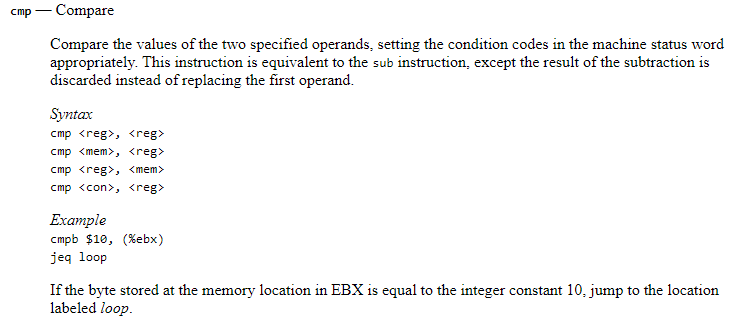 cmp — Compare
Compare the values of the two specified operands, setting the condition codes in the machine status word
appropriately. This instruction is equivalent to the sub instruction, except the result of the subtraction is
discarded instead of replacing the first operand.
Syntax
cmp <reg>, <reg>
cmp <mem>, <reg>
cmp <reg>, <mem>
cmp <con>, <reg>
Example
cmpb $10, (%ebx)
jeq loop
If the byte stored at the memory location in EBX is equal to the integer constant 10, jump to the location
labeled loop.